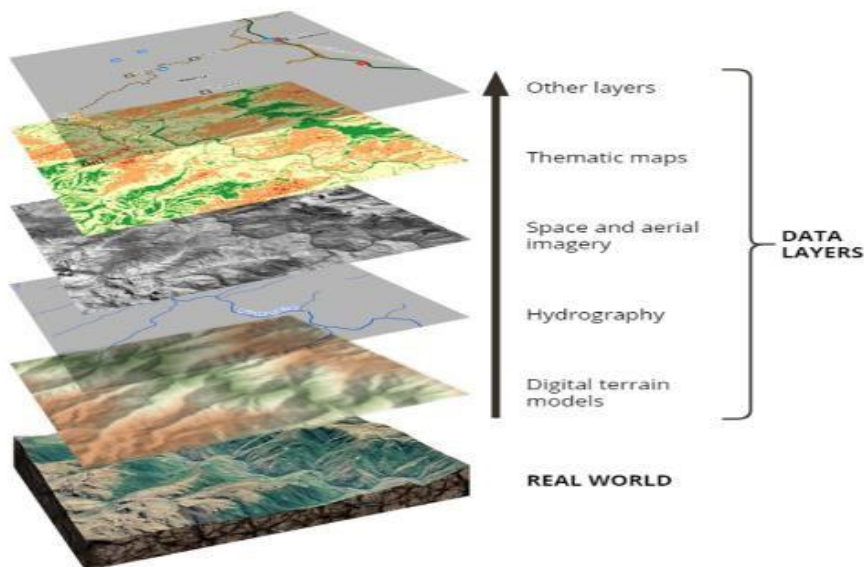 Other layers
Thematic maps
Space and aerial
imagery
DATA
LAYERS
Hydrography
Digital terrain
models
REAL WORLD